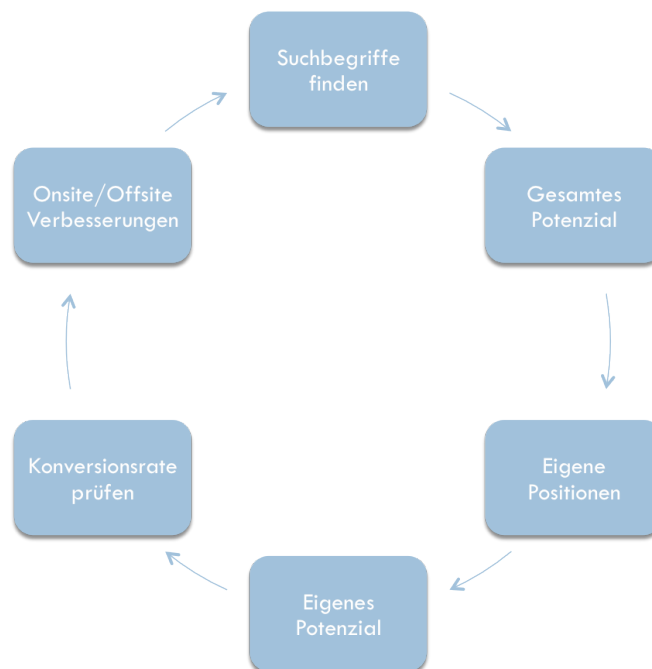 Suchbegriffe
finden
Gesamtes
Potenzial
Eigene
Positionen
Eigenes
Potenzial
Konversionsrate
prüfen
Onsite/Offsite
Verbesserungen